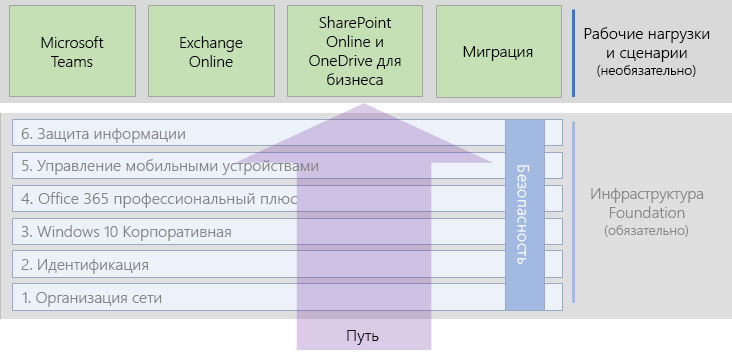 Microsoft
Teams
Exchange
Online
SharePoint
Online и
OneDrive для
бизнеса
Миграция
Рабочие нагрузки
и сценарии
(необязательно)
6. Защита информации
5. Управление мобильными устройствами
4. Office 365 профессиональный плюс
3. Windows 10 Корпоративная
2. Идентификация
1. Организация сети
Безопасность
Инфраструктура
Foundation
(обязательно)
Путь